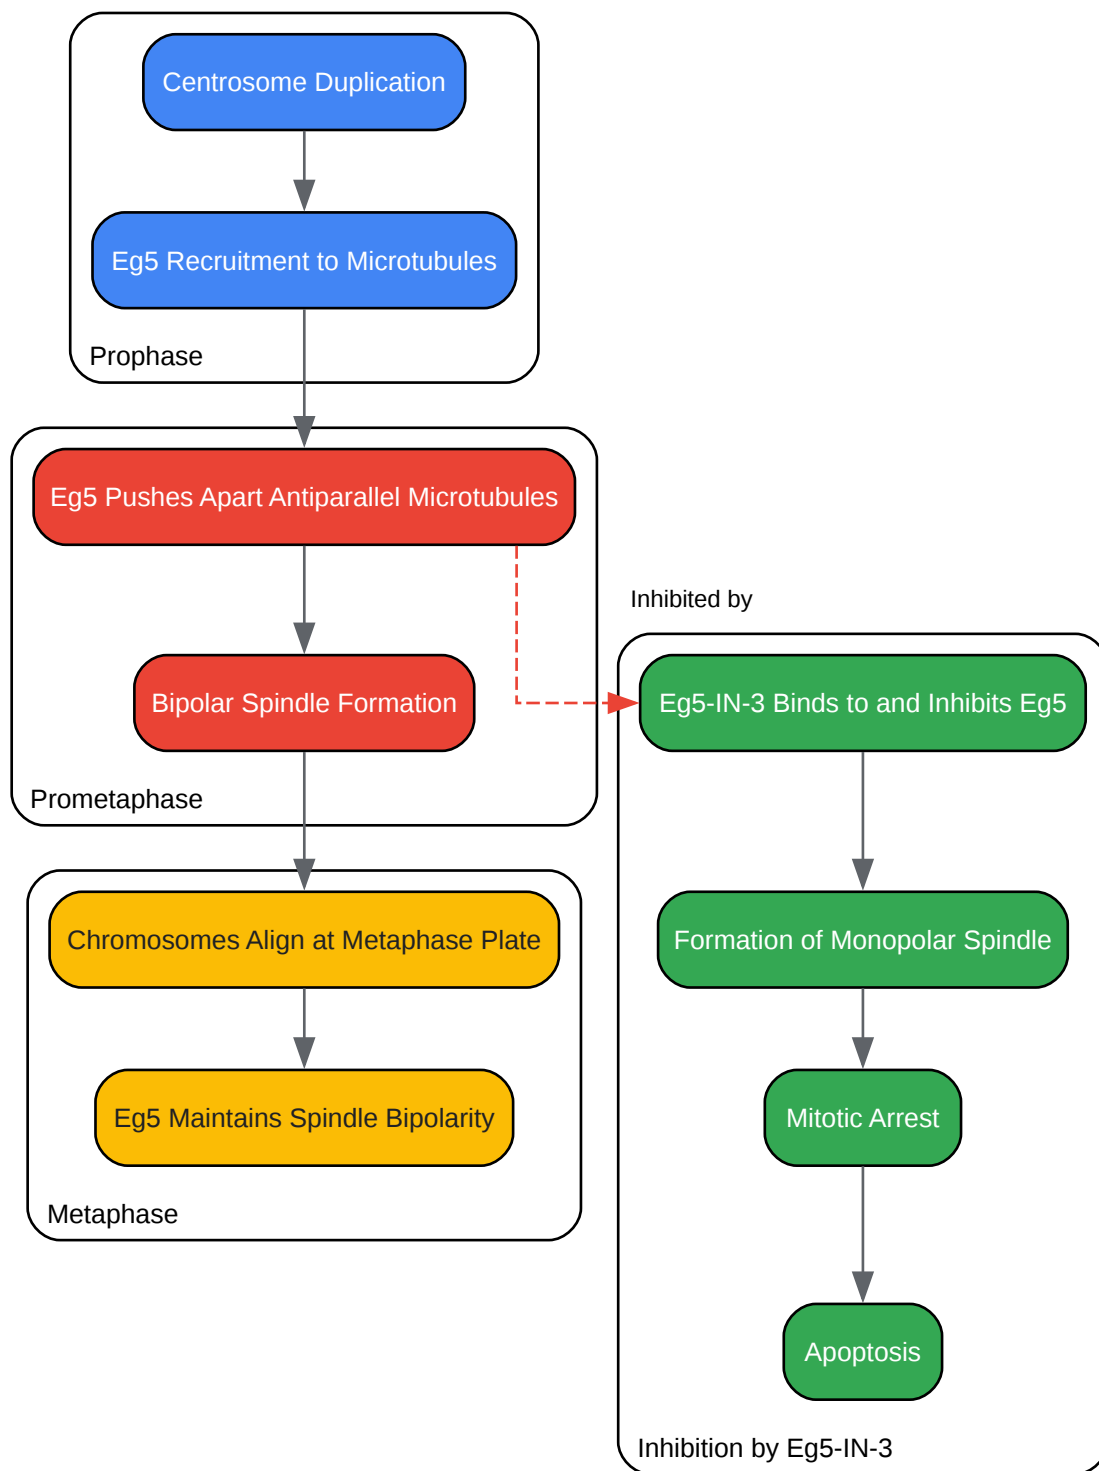 Centrosome Duplication
Eg5 Recruitment to Microtubules
Prophase
Eg5 Pushes Apart Antiparallel Microtubules
Bipolar Spindle Formation
Prometaphase
Chromosomes Align at Metaphase Plate
Eg5 Maintains Spindle Bipolarity
Metaphase
Inhibited by
Eg5-IN-3 Binds to and Inhibits Eg5
Formation of Monopolar Spindle
Mitotic Arrest
Apoptosis
Inhibition by Eg5-IN-3